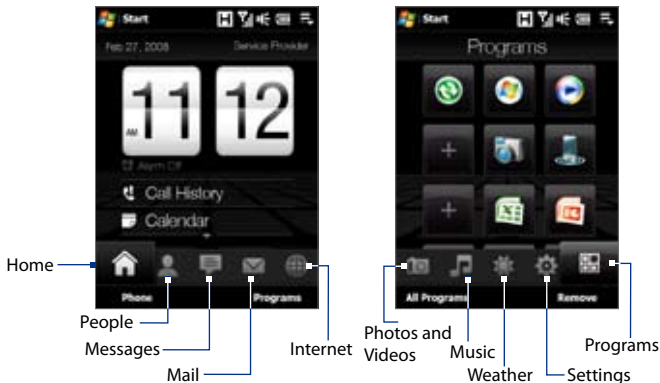 Start
Feb 27, 2008 Service Provider
11 12
AM
Alarm Off
Call History
Calendar
Phone Programs
Home
People
Messages
Mail
Internet
Start
Programs
All Programs Remove
Photos and
Videos
Music
Weather
Settings
Programs